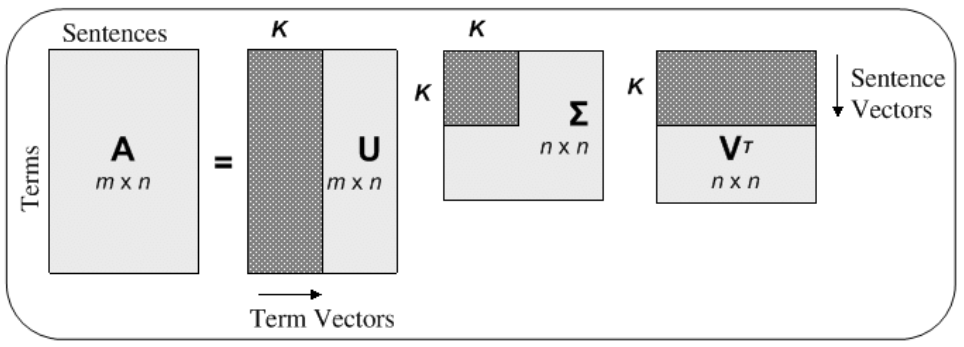 Sentences
Terms
A
m x n
=
K
U
m x n
Term Vectors
K
K
Σ
n x n
K
Vᵀ
n x n
Sentence
Vectors